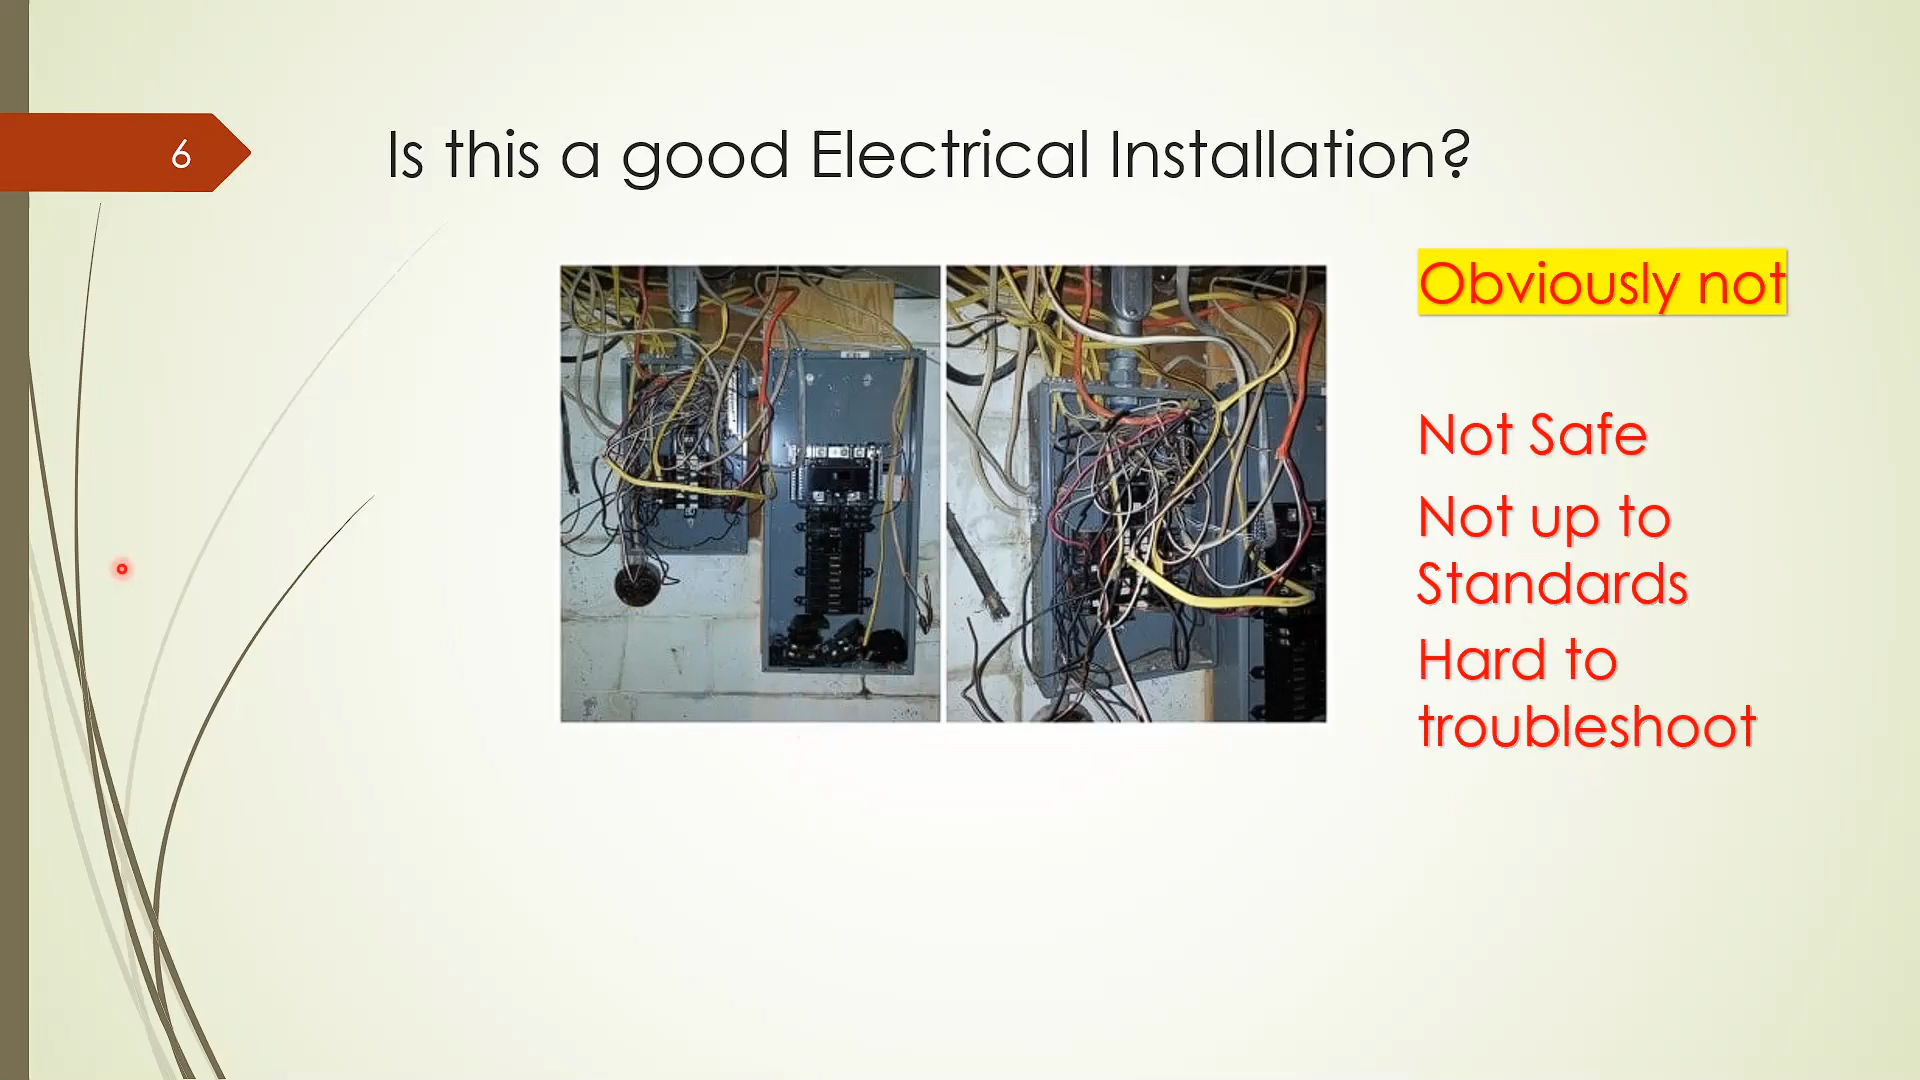 6
Is this a good Electrical Installation?
Obviously not
Not Safe
Not up to
Standards
Hard to
troubleshoot